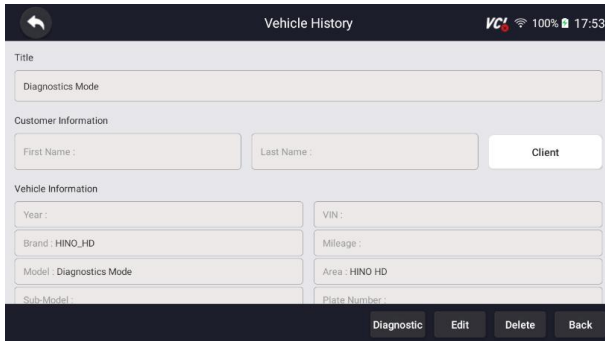 Vehicle History
VCI 100% 17:53
Title
Diagnostics Mode
Customer Information
First Name :
Last Name :
Client
Vehicle Information
Year :
VIN :
Brand : HINO_HD
Mileage :
Model : Diagnostics Mode
Area : HINO HD
Sub-Model :
Plate Number :
Diagnostic
Edit
Delete
Back